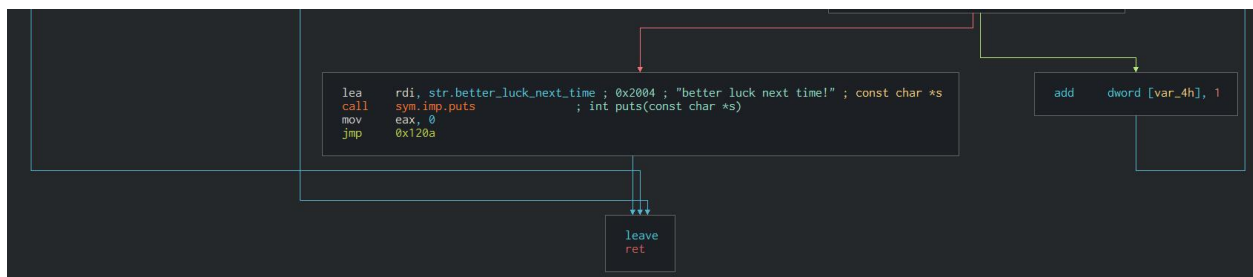 lea rdi, str.better_luck_next_time ; 0x2004 ; "better luck next time!" ; const char *s
call sym.imp.puts ; int puts(const char *s)
mov eax, 0
jmp 0x120a
add dword [var_4h], 1
leave
ret